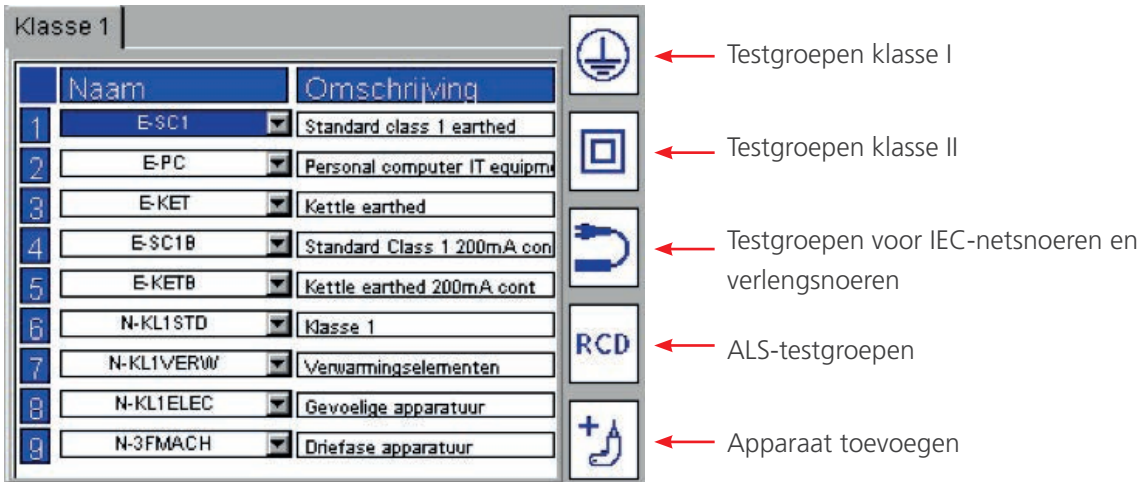 Klasse 1
Naam Omschrijving
1 E-SC1 Standard class 1 earthed
2 E-PC Personal computer IT equipm
3 E-KET Kettle earthed
4 E-SC1B Standard Class 1 200mA con
5 E-KETB Kettle earthed 200mA cont
6 N-KL1STD Klasse 1
7 N-KL1VERW Verwarmingselementen
8 N-KL1ELEC Gevoelige apparatuur
9 N-3FMACH Driefase apparatuur
Testgroepen klasse I
Testgroepen klasse II
Testgroepen voor IEC-netsnoeren en
verlengsnoeren
RCD ALS-testgroepen
Apparaat toevoegen